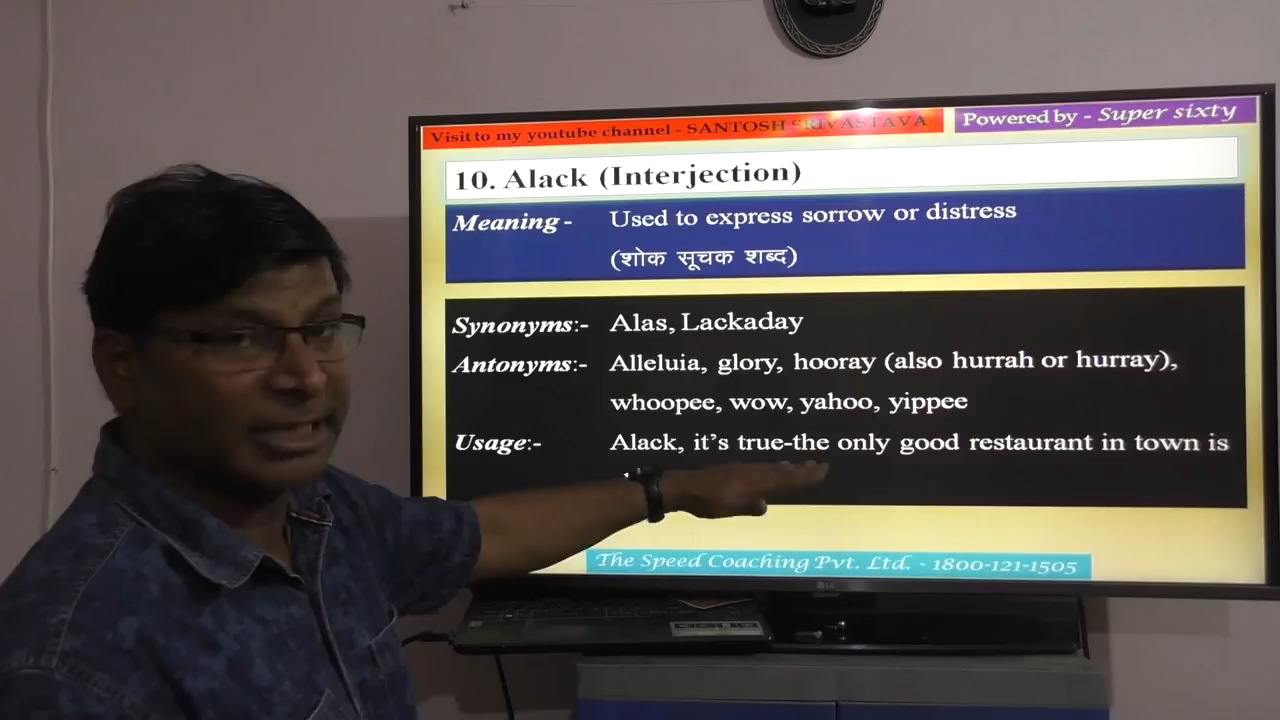 Visit to my youtube channel - SANTOSH SRIVASTAVA
Powered by - Super sixty
10. Alack (Interjection)
Meaning - Used to express sorrow or distress
(शोक सूचक शब्द)
Synonyms:- Alas, Lackaday
Antonyms:- Alleluia, glory, hooray (also hurrah or hurray),
whoopee, wow, yahoo, yippee
Usage:- Alack, it's true-the only good restaurant in town is
The Speed Coaching Pvt. Ltd. - 1800-121-1505
LG